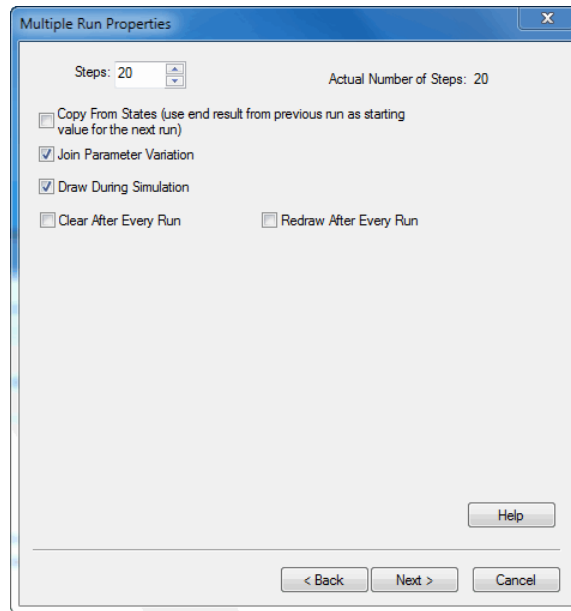 Multiple Run Properties
X
Steps: 20
Actual Number of Steps: 20
Copy From States (use end result from previous run as starting
value for the next run)
Join Parameter Variation
Draw During Simulation
Clear After Every Run
Redraw After Every Run
Help
< Back
Next >
Cancel